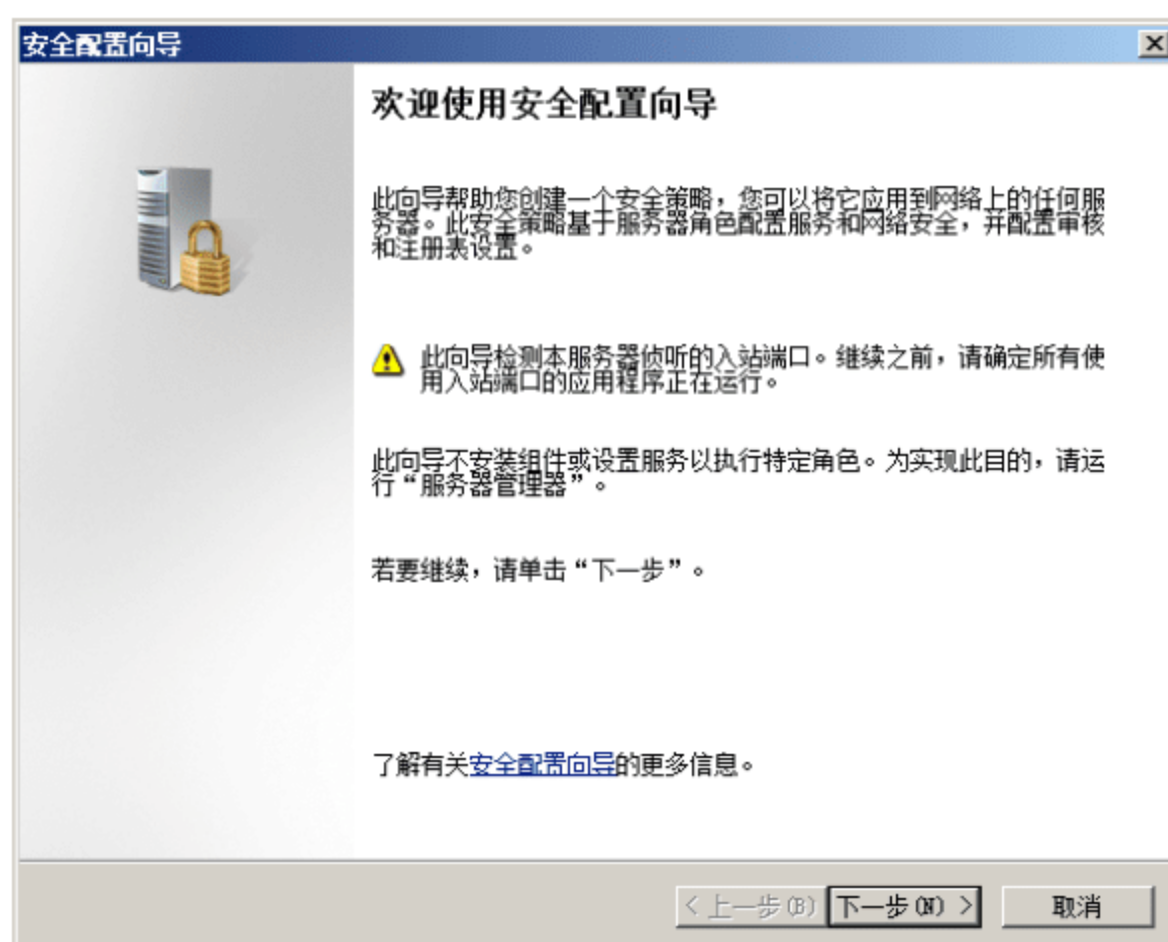 安全配置向导
欢迎使用安全配置向导
此向导帮助您创建一个安全策略，您可以将它应用到网络上的任何服
务器。此安全策略基于服务器角色配置服务和网络安全，并配置审核
和注册表设置。
此向导检测本服务器侦听的入站端口。继续之前，请确定所有使
用入站端口的应用程序正在运行。
此向导不安装组件或设置服务以执行特定角色。为实现此目的，请运
行“服务器管理器”。
若要继续，请单击“下一步”。
了解有关安全配置向导的更多信息。
< 上一步(B) 下一步(N) > 取消